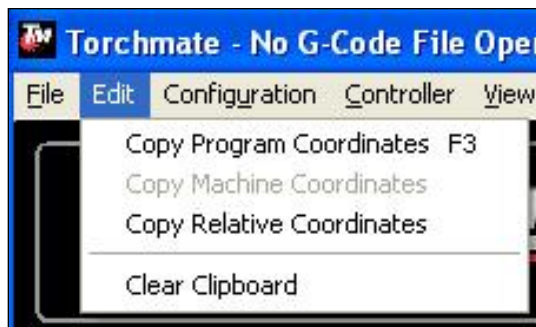 Torchmate - No G-Code File Oper
File Edit Configuration Controller View
Copy Program Coordinates F3
Copy Machine Coordinates
Copy Relative Coordinates
Clear Clipboard